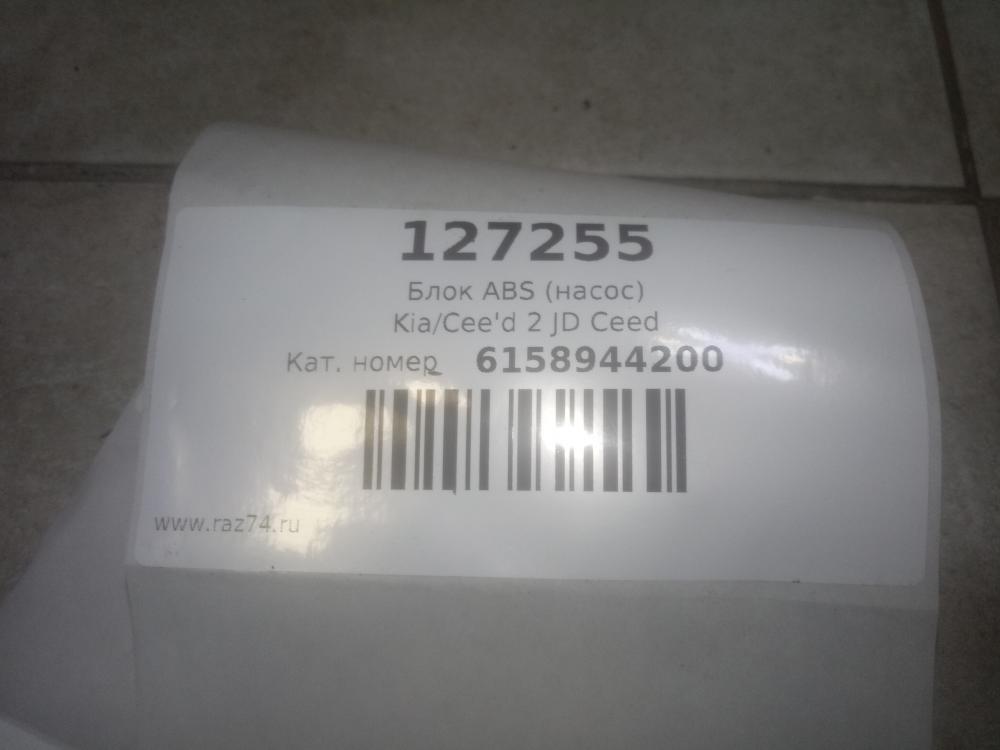 127255
Блок ABS (насос)
Kia/Cee'd 2 JD Ceed
Кат. номер 6158944200
www.raz74.ru